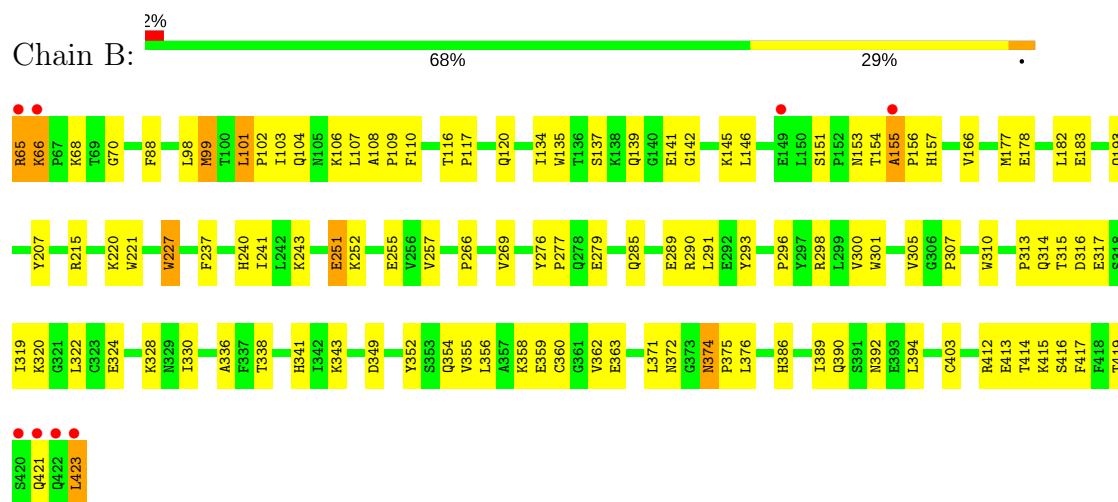 2%
Chain B:
68% 29% •
R65 K66 P67 K68 T69 G70 F88 L98 M99 T100 L101 P102 I103 Q104 N105 K106 L107 A108 P109 F110 T116 P117 Q120 I134 W135 T136 S137 K138 Q139 G140 E141 G142 K145 L146 E149 L150 S151 P152 N153 T154 A155 P156 H157 V166 M177 E178 L182 E183
Y207 R215 K220 W221 W227 F237 H240 I241 L242 K243 E251 K252 E255 V256 V257 P266 V269 Y276 P277 Q278 E279 Q285 E289 R290 L291 E292 Y293 P296 Y297 R298 L299 V300 W301 V305 G306 P307 W310 P313 Q314 T315 D316 E317 S318
I319 K320 G321 L322 C323 E324 K328 N329 I330 A336 F337 T338 H341 I342 K343 D349 Y352 S353 Q354 V355 L356 A357 K358 E359 C360 G361 V362 E363 L371 N372 G373 N374 P375 L376 H386 I389 Q390 S391 N392 E393 L394 C403 R412 E413 T414 K415 S416 F417 F418 T419
S420 Q421 Q422 L423